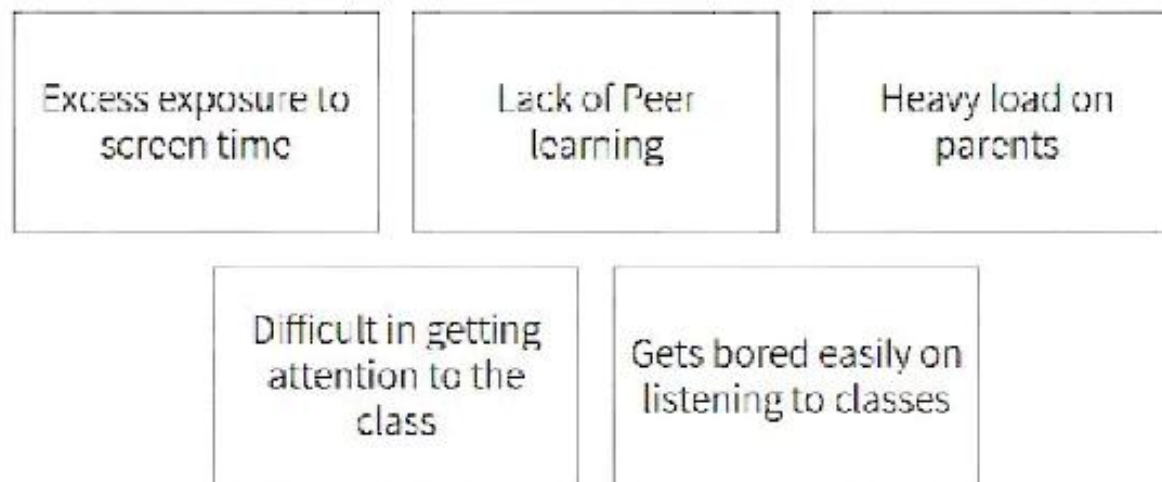 Excess exposure to
screen time
Lack of Peer
learning
Heavy load on
parents
Difficult in getting
attention to the
class
Gets bored easily on
listening to classes